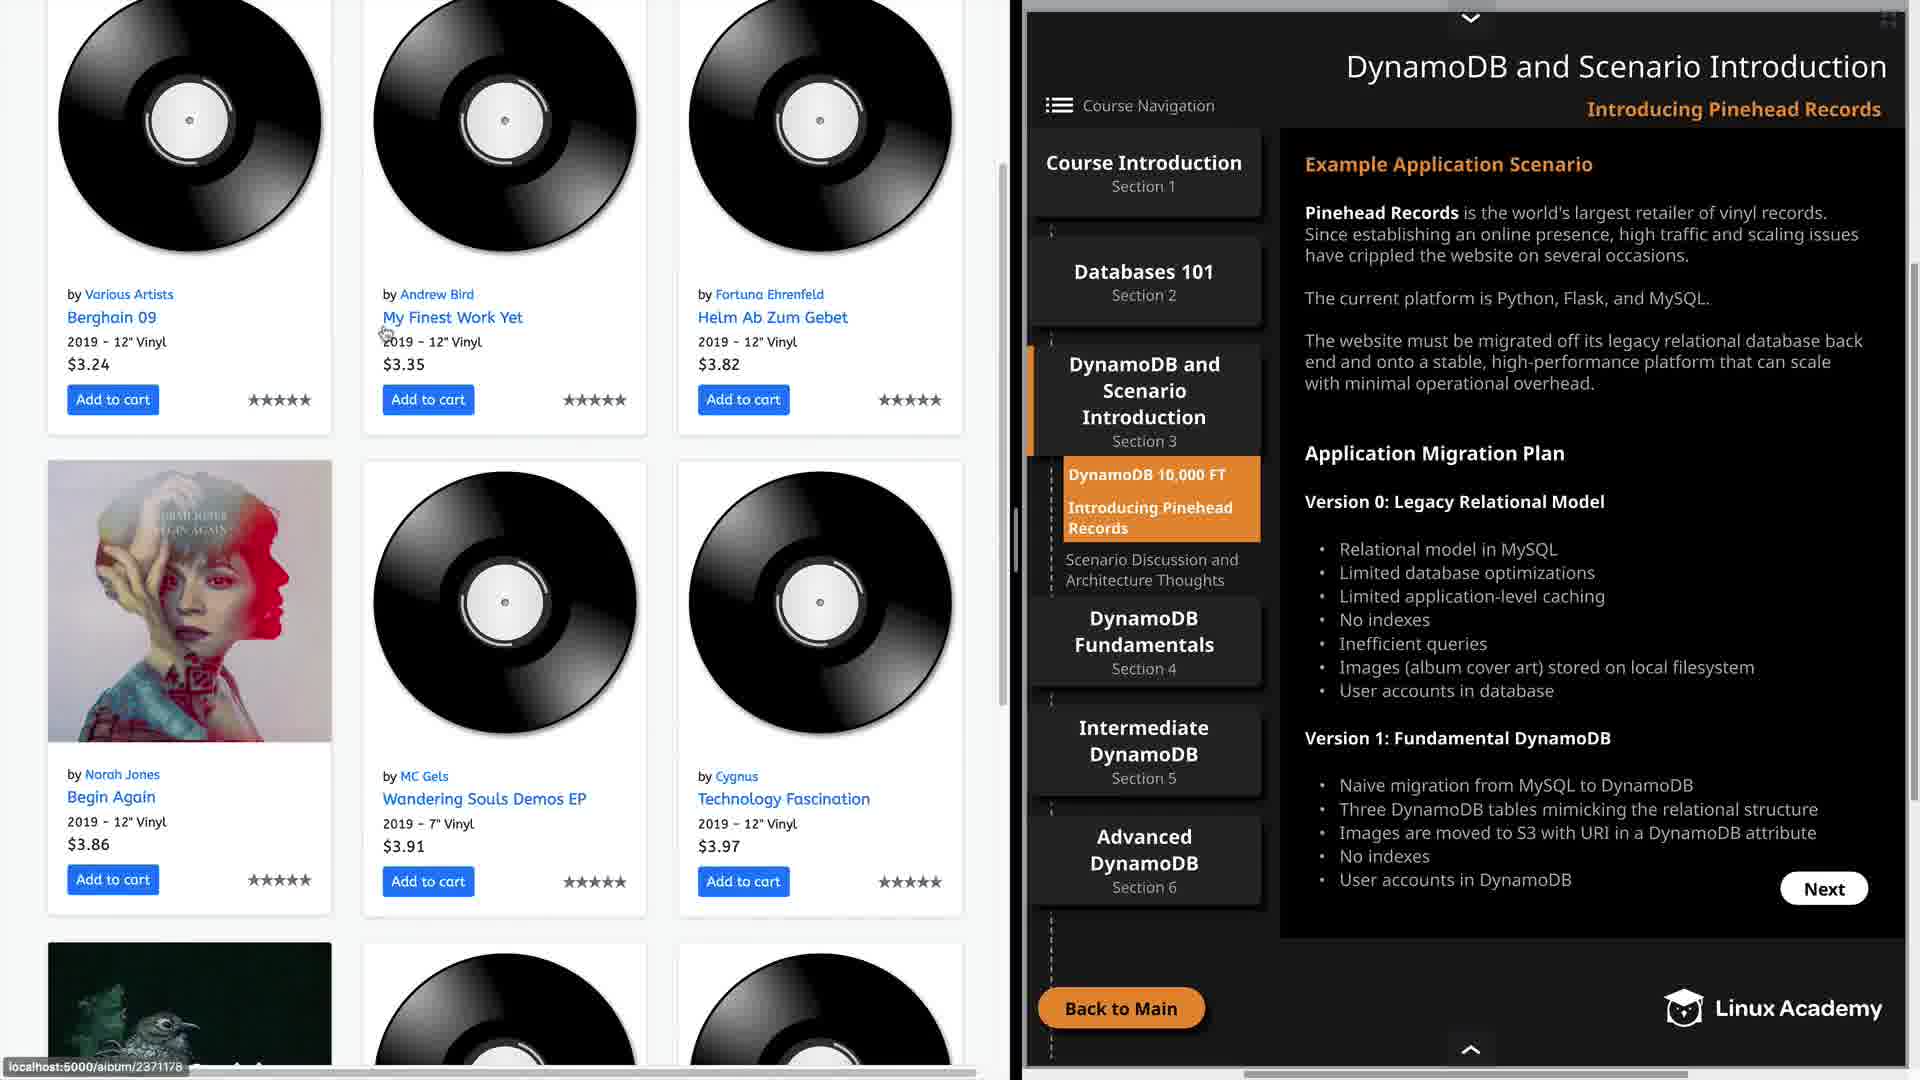 by Various Artists
Berghain 09
2019 - 12" Vinyl
$3.24
Add to cart
★★★★★
by Andrew Bird
My Finest Work Yet
2019 - 12" Vinyl
$3.35
Add to cart
★★★★★
by Fortuna Ehrenfeld
Helm Ab Zum Gebet
2019 - 12" Vinyl
$3.82
Add to cart
★★★★★
by Norah Jones
Begin Again
2019 - 12" Vinyl
$3.86
Add to cart
★★★★★
by MC Gels
Wandering Souls Demos EP
2019 - 7" Vinyl
$3.91
Add to cart
★★★★★
by Cygnus
Technology Fascination
2019 - 12" Vinyl
$3.97
Add to cart
★★★★★
localhost:5000/album/2371178
DynamoDB and Scenario Introduction
Course Navigation
Introducing Pinehead Records
Course Introduction
Section 1
Databases 101
Section 2
DynamoDB and
Scenario
Introduction
Section 3
DynamoDB 10,000 FT
Introducing Pinehead
Records
Scenario Discussion and
Architecture Thoughts
DynamoDB
Fundamentals
Section 4
Intermediate
DynamoDB
Section 5
Advanced
DynamoDB
Section 6
Back to Main
Example Application Scenario
Pinehead Records is the world's largest retailer of vinyl records.
Since establishing an online presence, high traffic and scaling issues
have crippled the website on several occasions.
The current platform is Python, Flask, and MySQL.
The website must be migrated off its legacy relational database back
end and onto a stable, high-performance platform that can scale
with minimal operational overhead.
Application Migration Plan
Version 0: Legacy Relational Model
• Relational model in MySQL
• Limited database optimizations
• Limited application-level caching
• No indexes
• Inefficient queries
• Images (album cover art) stored on local filesystem
• User accounts in database
Version 1: Fundamental DynamoDB
• Naive migration from MySQL to DynamoDB
• Three DynamoDB tables mimicking the relational structure
• Images are moved to S3 with URI in a DynamoDB attribute
• No indexes
• User accounts in DynamoDB
Next
Linux Academy